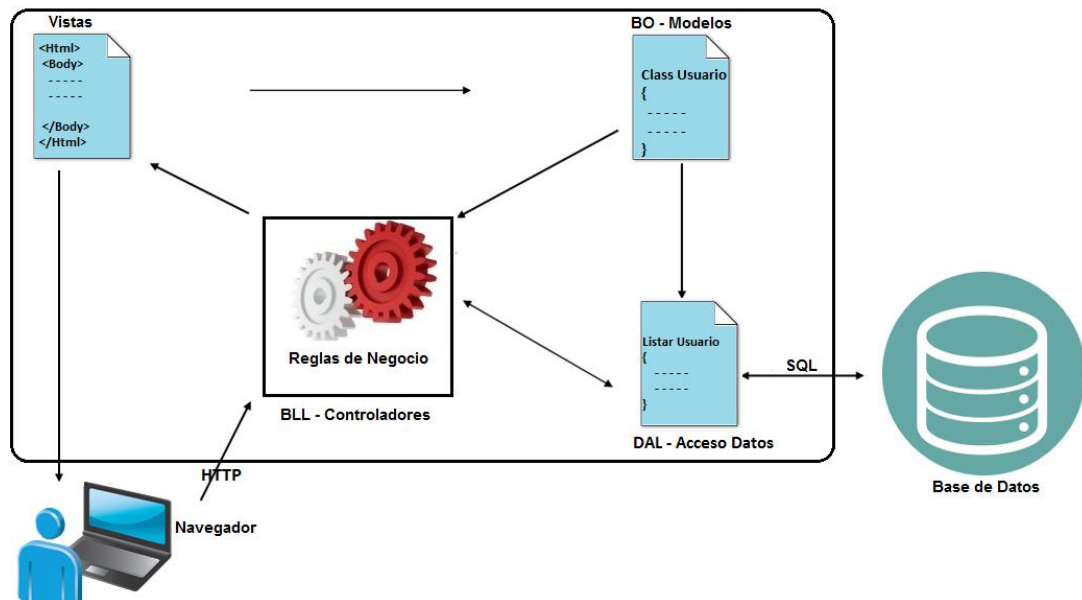 Vistas
<Html>
<Body>
- - - - -
- - - - -
</Body>
</Html>
BO - Modelos
Class Usuario
{
- - - - -
- - - - -
}
Reglas de Negocio
BLL - Controladores
Listar Usuario
{
- - - - -
- - - - -
}
DAL - Acceso Datos
SQL
Base de Datos
HTTP
Navegador